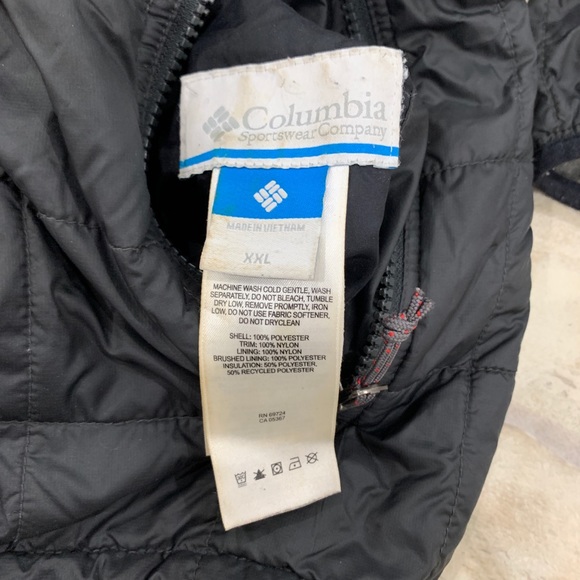 Columbia
Sportswear Company
MADE IN VIETNAM
XXL
MACHINE WASH COLD GENTLE, WASH
SEPARATELY, DO NOT BLEACH, TUMBLE
DRY LOW, REMOVE PROMPTLY, IRON
LOW, DO NOT USE FABRIC SOFTENER,
DO NOT DRYCLEAN
SHELL: 100% POLYESTER
TRIM: 100% NYLON
LINING: 100% NYLON
BRUSHED LINING: 100% POLYESTER
INSULATION: 50% POLYESTER,
50% RECYCLED POLYESTER
RN 69724
CA 05367